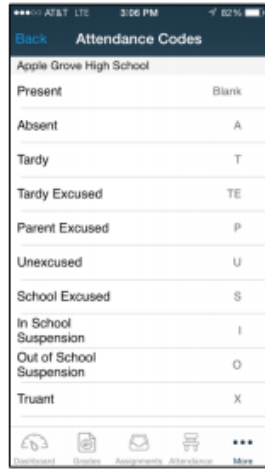 AT&T LTE 3:06 PM 82%
Back Attendance Codes
Apple Grove High School
Present Blank
Absent A
Tardy T
Tardy Excused TE
Parent Excused P
Unexcused U
School Excused S
In School
Suspension I
Out of School
Suspension O
Truant X
Dashboard Grades Assignments Attendance More